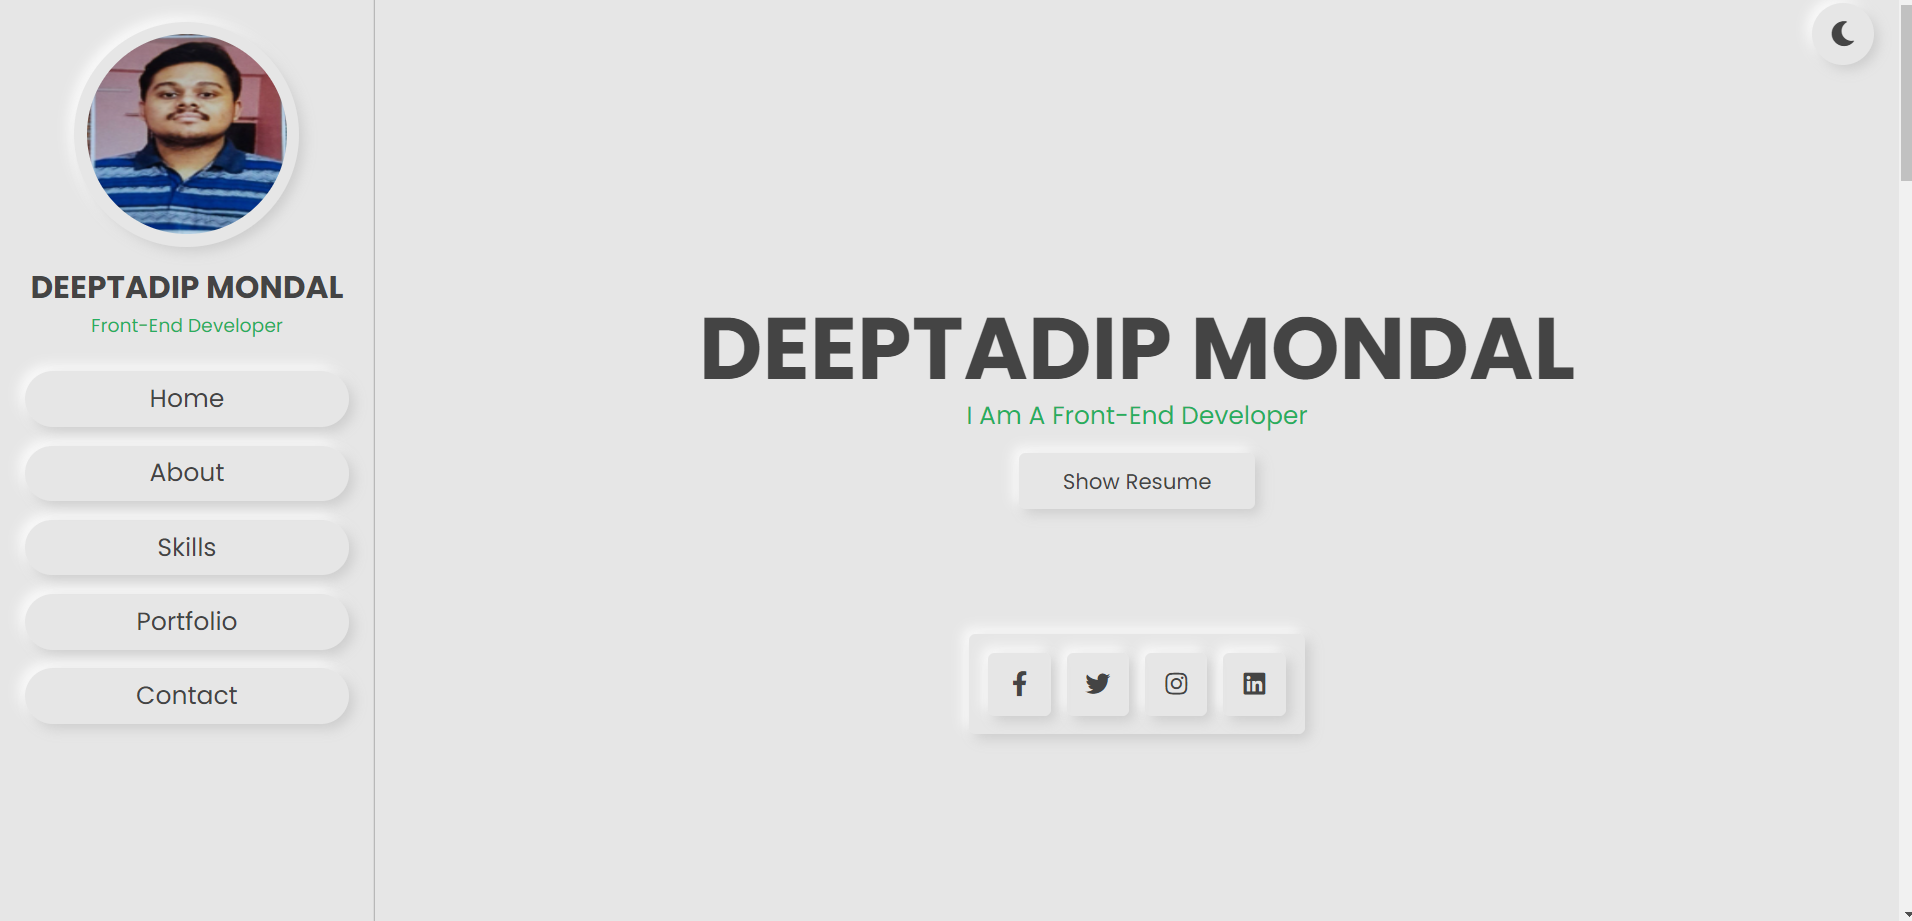 DEEPTADIP MONDAL
Front-End Developer
Home
About
Skills
Portfolio
Contact
DEEPTADIP MONDAL
I Am A Front-End Developer
Show Resume